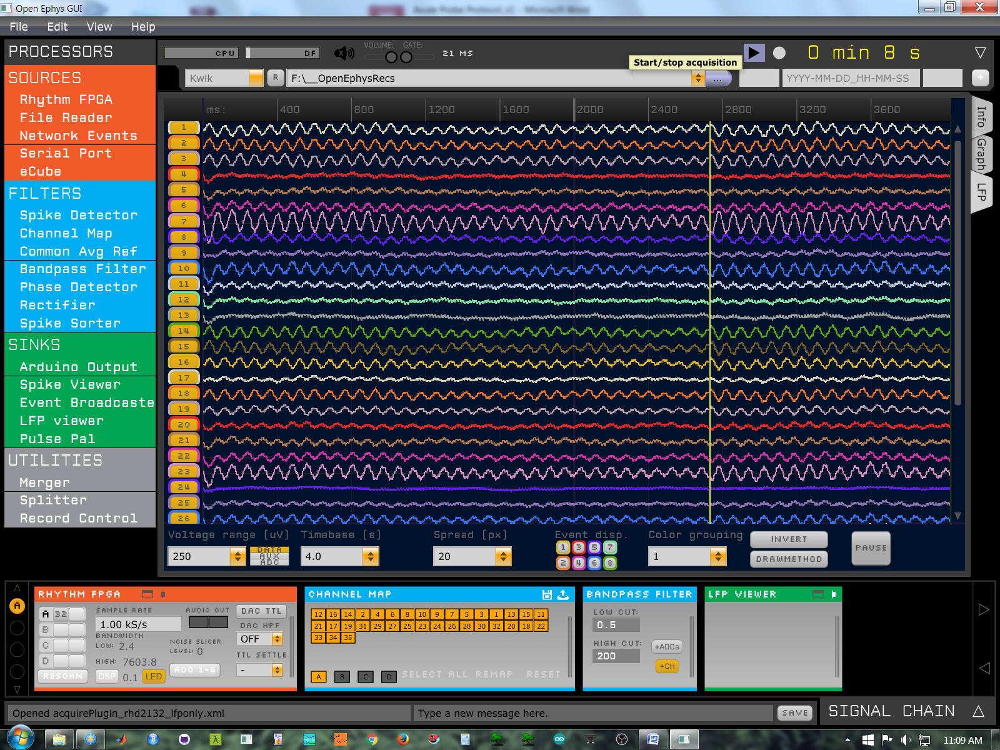 Open Ephys GUI
File Edit View Help
PROCESSORS
SOURCES
Rhythm FPGA
File Reader
Network Events
Serial Port
eCube
FILTERS
Spike Detector
Channel Map
Common Avg Ref
Bandpass Filter
Phase Detector
Rectifier
Spike Sorter
SINKS
Arduino Output
Spike Viewer
Event Broadcaste
LFP viewer
Pulse Pal
UTILITIES
Merger
Splitter
Record Control
CPU DF VOLUME: GATE: 21 MS
0 min 8 s
Start/stop acquisition
Kwik R F:\__OpenEphysRecs ... YYYY-MM-DD_HH-MM-SS +
Info
Graph
LFP
ms: 400 800 1200 1600 2000 2400 2800 3200 3600
1
2
3
4
5
6
7
8
9
10
11
12
13
14
15
16
17
18
19
20
21
22
23
24
25
26
Voltage range [uV] Timebase [s] Spread [px] Event disp. Color grouping
250 DATA AUX ADC 4.0 20 1 3 5 7 1 INVERT PAUSE
2 4 6 8 DRAWMETHOD
RHYTHM FPGA
A 32
B
C
D
RESCAN
SAMPLE RATE
1.00 kS/s
BANDWIDTH
LOW: 2.4
HIGH: 7603.8
DSP 0.1 LED
AUDIO OUT
NOISE SLICER
LEVEL: 0
ADC 1-8
DAC TTL
DAC HPF
OFF
TTL SETTLE
-
CHANNEL MAP
12 16 14 2 4 6 8 10 9 7 5 3 1 13 15 11
21 17 19 31 29 27 25 23 24 26 28 30 32 20 18 22
33 34 35
A B C D SELECT ALL REMAP RESET
BANDPASS FILTER
LOW CUT:
0.5
HIGH CUT:
200
+ADCs
+CH
LFP VIEWER
A
Opened acquirePlugin_rhd2132_lfponly.xml
Type a new message here. SAVE
SIGNAL CHAIN
11:09 AM